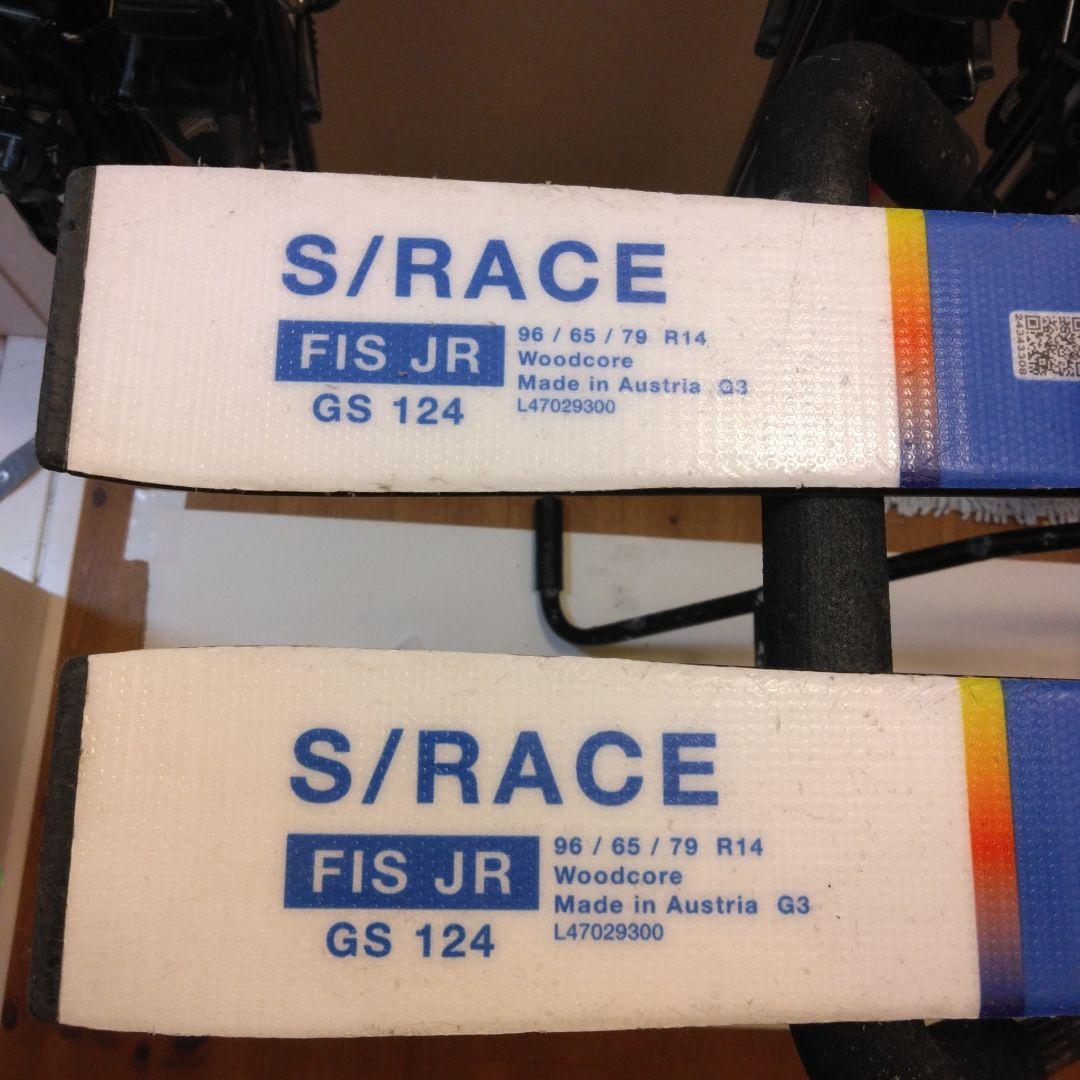 S/RACE
FIS JR
GS 124
96 / 65 / 79 R14
Woodcore
Made in Austria G3
L47029300
S/RACE
FIS JR
GS 124
96 / 65 / 79 R14
Woodcore
Made in Austria G3
L47029300